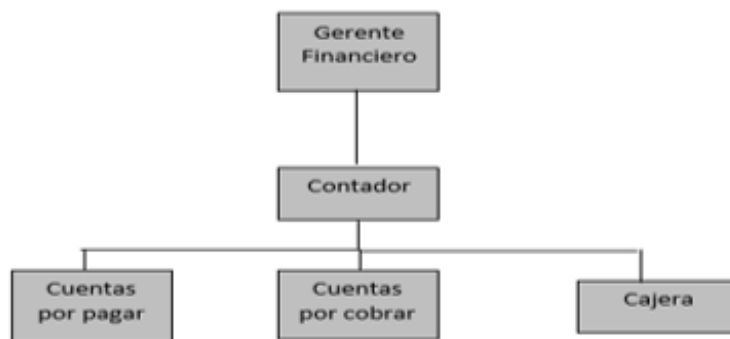 Gerente
Financiero
Contador
Cuentas
por pagar
Cuentas
por cobrar
Cajera